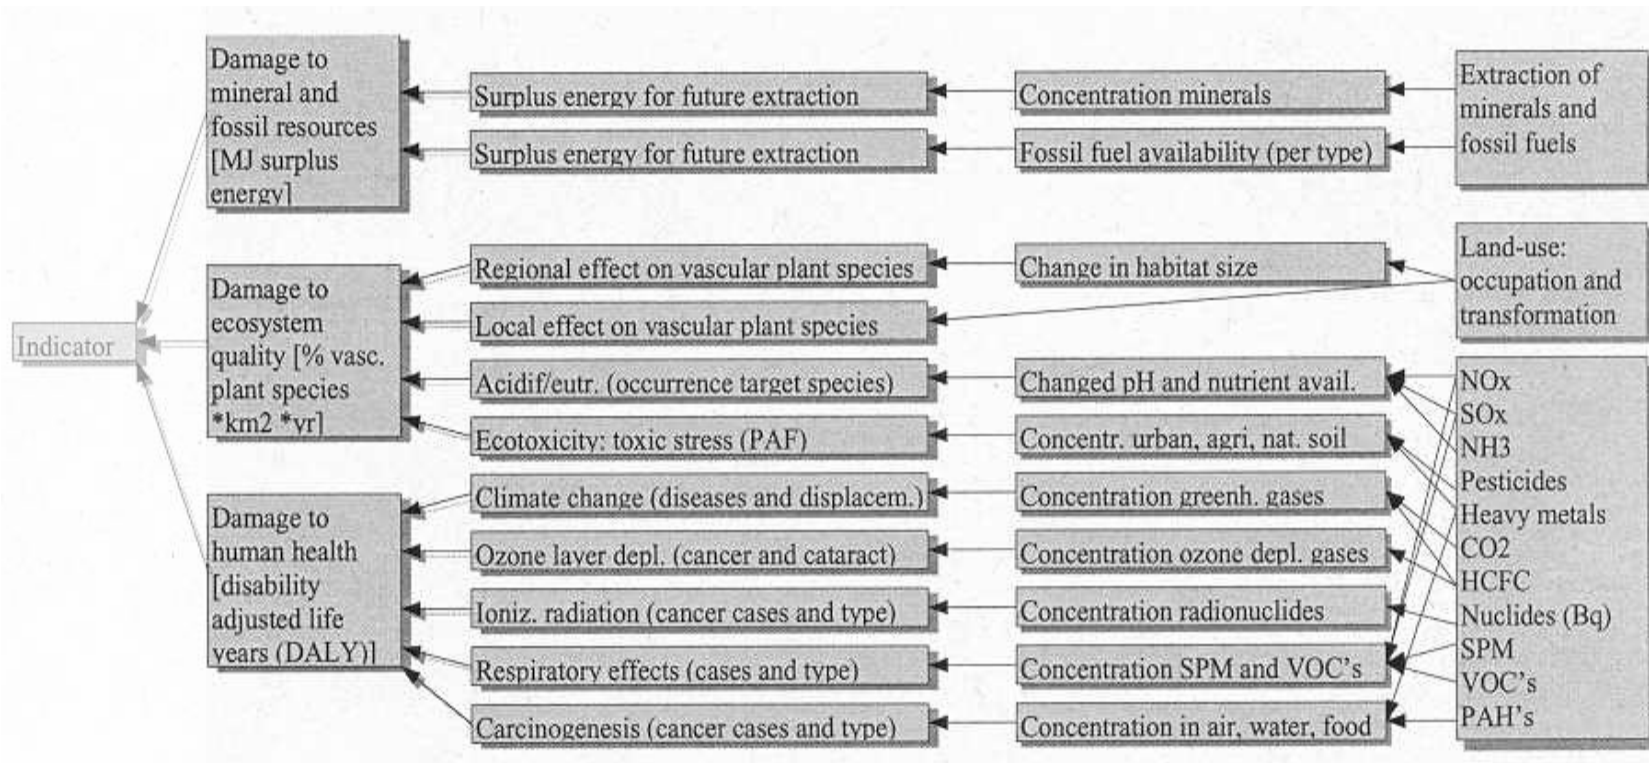 Damage to
mineral and
fossil resources
[MJ surplus
energy]
Surplus energy for future extraction
Concentration minerals
Surplus energy for future extraction
Fossil fuel availability (per type)
Extraction of
minerals and
fossil fuels
Indicator
Damage to
ecosystem
quality [% vasc.
plant species
*km2 *yr]
Regional effect on vascular plant species
Change in habitat size
Local effect on vascular plant species
Land-use:
occupation and
transformation
Acidif/eutr. (occurrence target species)
Changed pH and nutrient avail.
Ecotoxicity: toxic stress (PAF)
Concentr. urban, agri, nat. soil
Damage to
human health
[disability
adjusted life
years (DALY)]
Climate change (diseases and displacem.)
Concentration greenh. gases
Ozone layer depl. (cancer and cataract)
Concentration ozone depl. gases
Ioniz. radiation (cancer cases and type)
Concentration radionuclides
Respiratory effects (cases and type)
Concentration SPM and VOC's
Carcinogenesis (cancer cases and type)
Concentration in air, water, food
NOx
SOx
NH3
Pesticides
Heavy metals
CO2
HCFC
Nuclides (Bq)
SPM
VOC's
PAH's